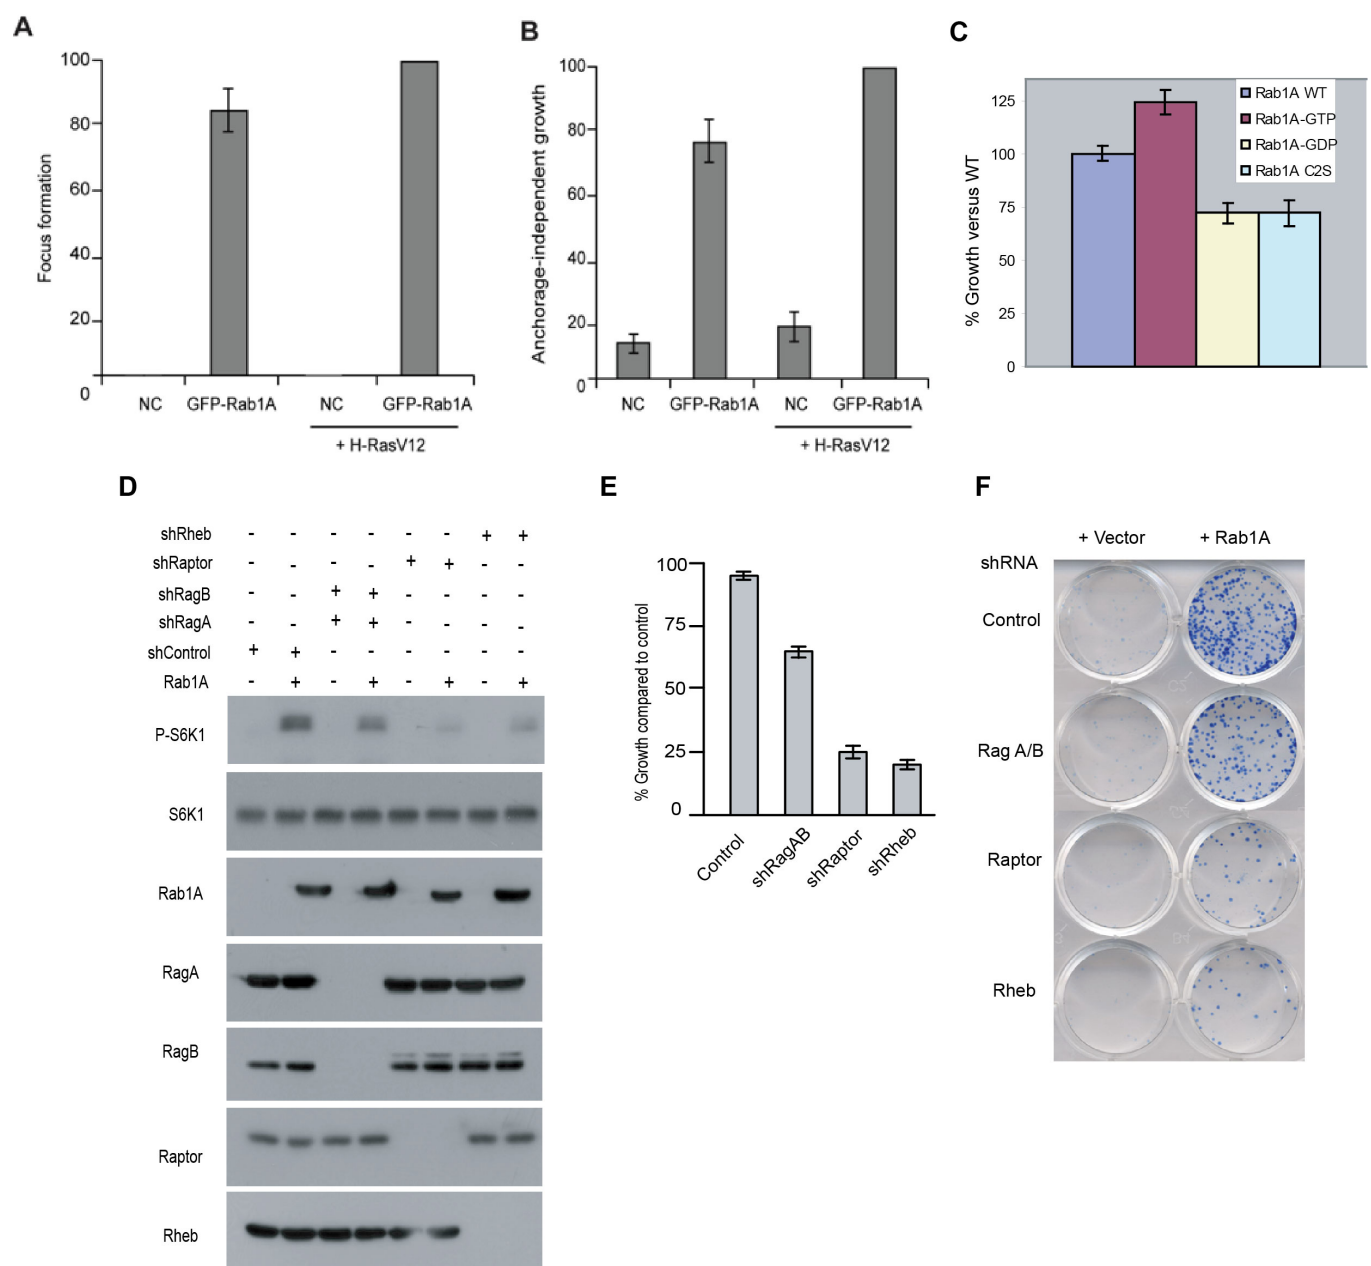 A
Focus formation
100
80
60
40
20
0
NC GFP-Rab1A NC GFP-Rab1A
+ H-RasV12
B
Anchorage-independent growth
100
80
60
40
20
0
NC GFP-Rab1A NC GFP-Rab1A
+ H-RasV12
C
% Growth versus WT
125
100
75
50
25
0
Rab1A WT
Rab1A-GTP
Rab1A-GDP
Rab1A C2S
D
shRheb - - - - - - + +
shRaptor - - - - + + - -
shRagB - - + + - - - -
shRagA - - + + - - - -
shControl + + - - - - - -
Rab1A - + - + - + - +
P-S6K1
S6K1
Rab1A
RagA
RagB
Raptor
Rheb
E
% Growth compared to control
100
75
50
25
0
Control shRagAB shRaptor shRheb
F
+ Vector + Rab1A
shRNA
Control
Rag A/B
Raptor
Rheb